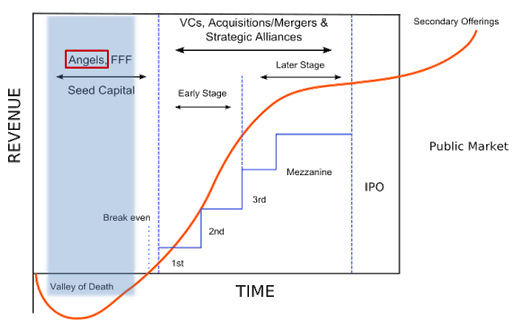 VCs, Acquisitions/Mergers &
Strategic Alliances
Secondary Offerings
Angels, FFF
Seed Capital
Later Stage
Early Stage
REVENUE
Public Market
Mezzanine
IPO
3rd
Break even
2nd
1st
Valley of Death
TIME